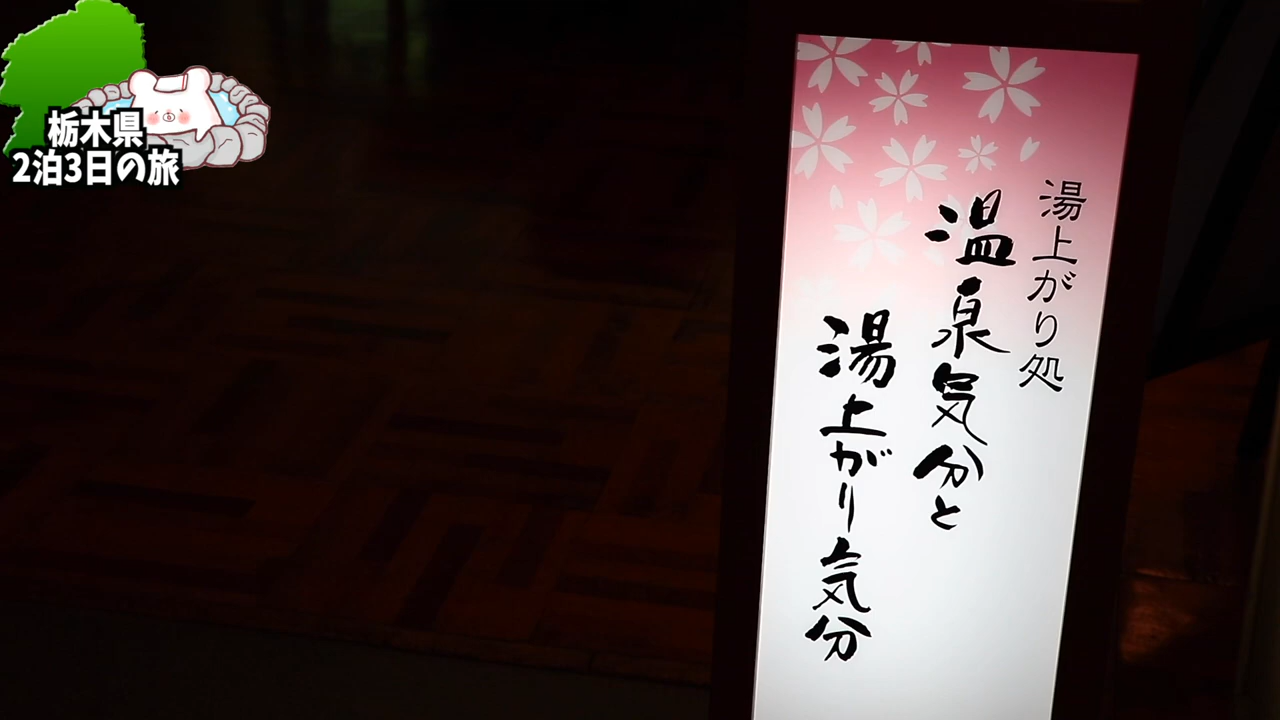 栃木県
2泊3日の旅
湯上がり処
温泉気分と
湯上がり気分